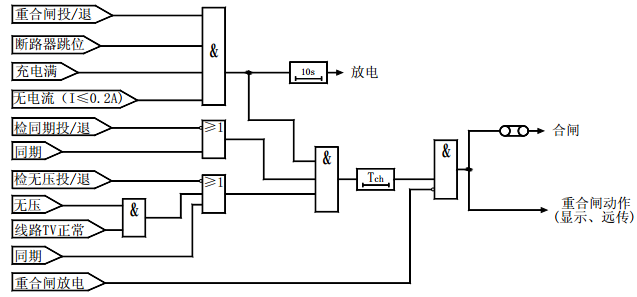 重合闸投/退
断路器跳位
充电满
无电流（I≤0.2A)
&
10s
放电
检同期投/退
同期
≥1
检无压投/退
无压
线路TV正常
同期
&
≥1
&
Tch
&
合闸
重合闸动作
(显示、远传)
重合闸放电